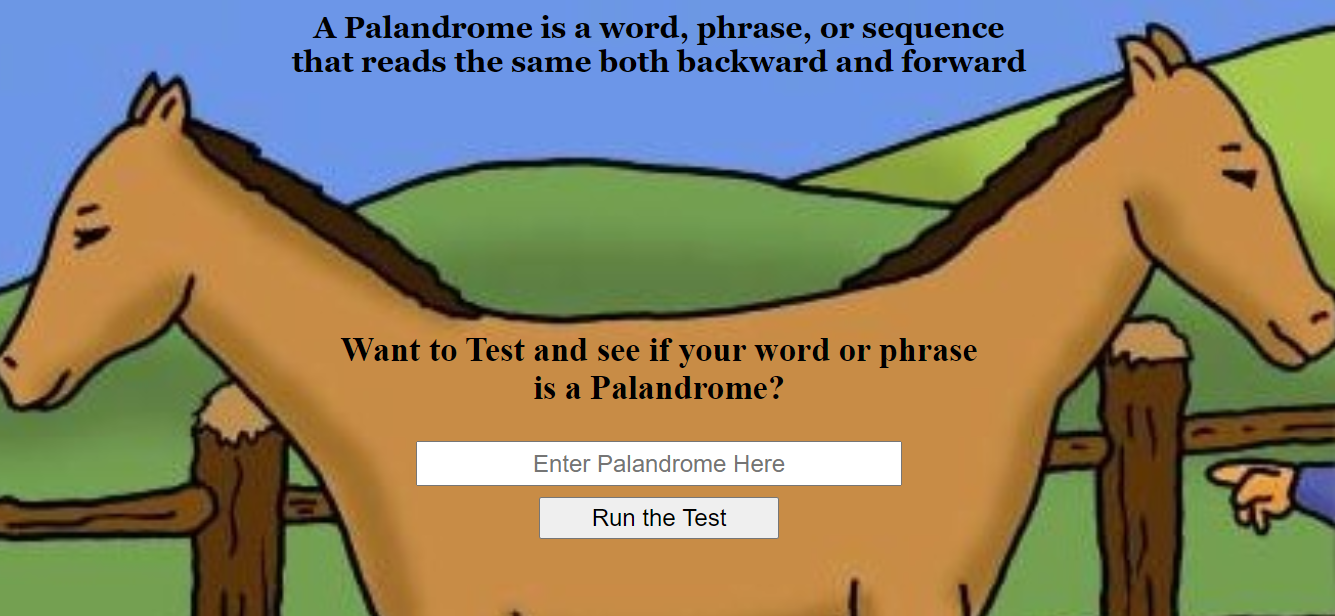 A Palandrome is a word, phrase, or sequence
that reads the same both backward and forward
Want to Test and see if your word or phrase
is a Palandrome?
Enter Palandrome Here
Run the Test